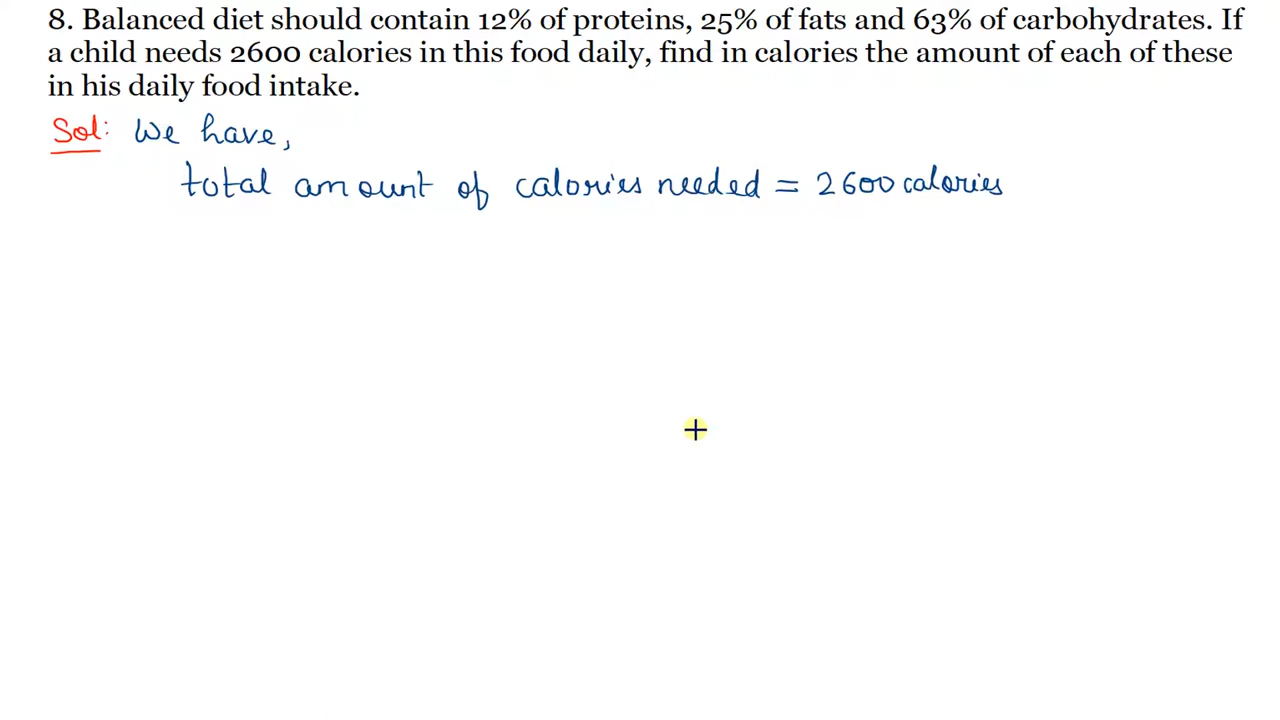 8. Balanced diet should contain 12% of proteins, 25% of fats and 63% of carbohydrates. If
a child needs 2600 calories in this food daily, find in calories the amount of each of these
in his daily food intake.
Sol: We have,
total amount of calories needed = 2600 calories